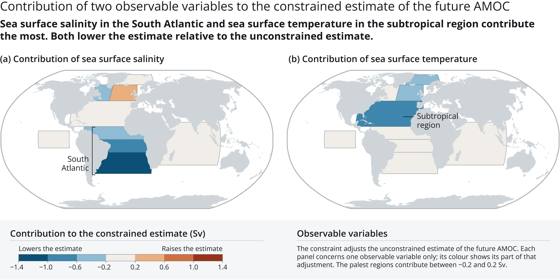 Contribution of two observable variables to the constrained estimate of the future AMOC
Sea surface salinity in the South Atlantic and sea surface temperature in the subtropical region contribute
the most. Both lower the estimate relative to the unconstrained estimate.
(a) Contribution of sea surface salinity
South
Atlantic
(b) Contribution of sea surface temperature
Subtropical
region
Contribution to the constrained estimate (Sv)
Lowers the estimate
Raises the estimate
−1.4 −1.0 −0.6 −0.2 0.2 0.6 1.0 1.4
Observable variables
The constraint adjusts the unconstrained estimate of the future AMOC. Each
panel concerns one observable variable only; its colour shows its part of that
adjustment. The palest regions contribute between −0.2 and 0.2 Sv.